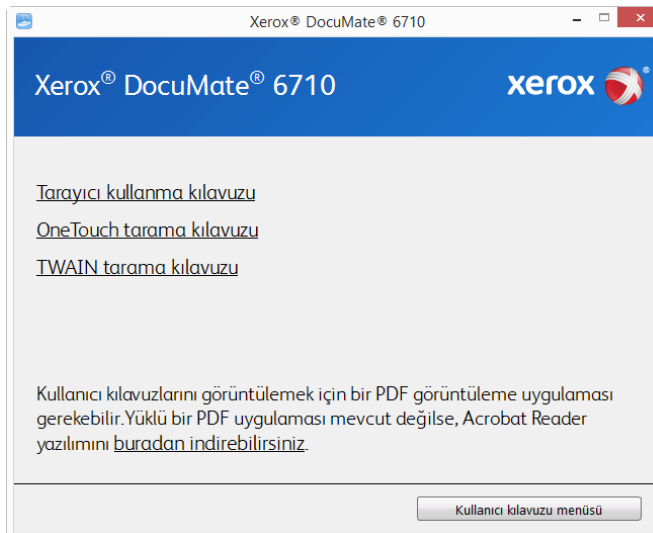 Xerox® DocuMate® 6710
Xerox® DocuMate® 6710
xerox ®
Tarayıcı kullanma kılavuzu
OneTouch tarama kılavuzu
TWAIN tarama kılavuzu
Kullanıcı kılavuzlarını görüntülemek için bir PDF görüntüleme uygulaması
gerekebilir.Yüklü bir PDF uygulaması mevcut değilse, Acrobat Reader
yazılımını buradan indirebilirsiniz.
Kullanıcı kılavuzu menüsü